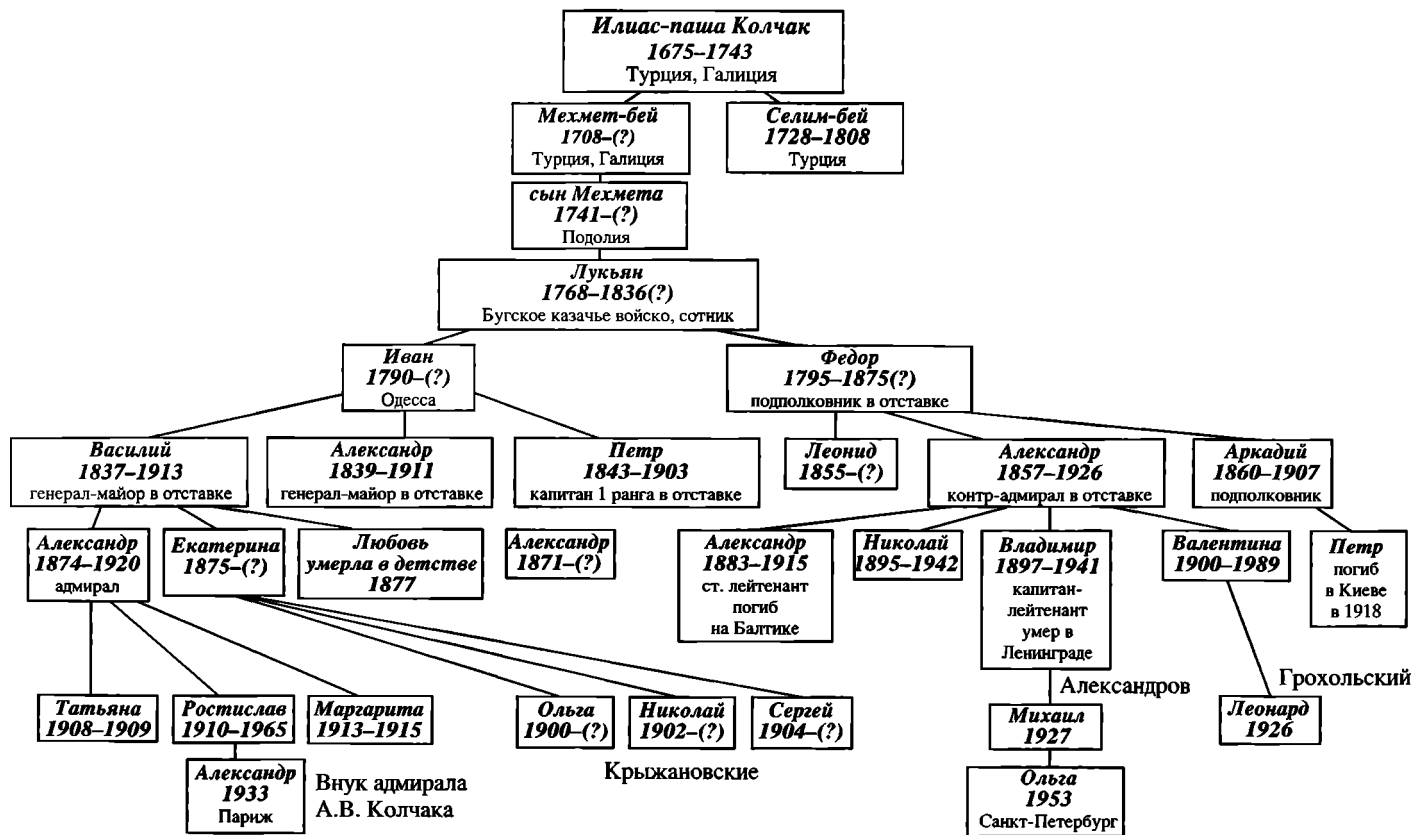 Илиас-паша Колчак
1675–1743
Турция, Галиция
Мехмет-бей
1708–(?)
Турция, Галиция
Селим-бей
1728–1808
Турция
сын Мехмета
1741–(?)
Подолия
Лукьян
1768–1836(?)
Бугское казачье войско, сотник
Иван
1790–(?)
Одесса
Федор
1795–1875(?)
подполковник в отставке
Василий
1837–1913
генерал-майор в отставке
Александр
1839–1911
генерал-майор в отставке
Петр
1843–1903
капитан 1 ранга в отставке
Леонид
1855–(?)
Александр
1857–1926
контр-адмирал в отставке
Аркадий
1860–1907
подполковник
Александр
1874–1920
адмирал
Екатерина
1875–(?)
Любовь
умерла в детстве
1877
Александр
1871–(?)
Александр
1883–1915
ст. лейтенант
погиб
на Балтике
Николай
1895–1942
Владимир
1897–1941
капитан-
лейтенант
умер в
Ленинграде
Валентина
1900–1989
Петр
погиб
в Киеве
в 1918
Татьяна
1908–1909
Ростислав
1910–1965
Маргарита
1913–1915
Ольга
1900–(?)
Николай
1902–(?)
Сергей
1904–(?)
Александров
Михаил
1927
Грохольский
Леонард
1926
Александр
1933
Париж
Внук адмирала
А.В. Колчака
Крыжановские
Ольга
1953
Санкт-Петербург